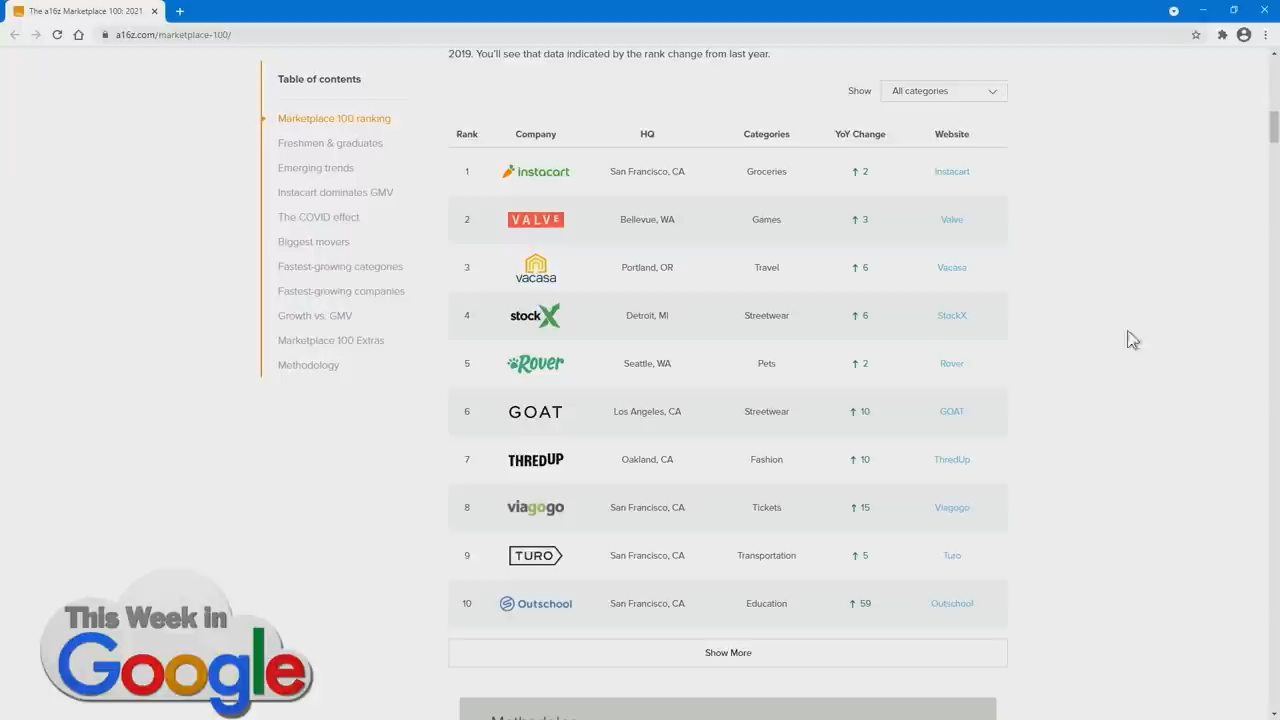 The a16z Marketplace 100: 2021
a16z.com/marketplace-100/
2019. You'll see that data indicated by the rank change from last year.
Table of contents
Marketplace 100 ranking
Freshmen & graduates
Emerging trends
Instacart dominates GMV
The COVID effect
Biggest movers
Fastest-growing categories
Fastest-growing companies
Growth vs. GMV
Marketplace 100 Extras
Methodology
Show All categories
Rank Company HQ Categories YoY Change Website
1 instacart San Francisco, CA Groceries ↑ 2 Instacart
2 VALVE Bellevue, WA Games ↑ 3 Valve
3 vacasa Portland, OR Travel ↑ 6 Vacasa
4 stockX Detroit, MI Streetwear ↑ 6 StockX
5 Rover Seattle, WA Pets ↑ 2 Rover
6 GOAT Los Angeles, CA Streetwear ↑ 10 GOAT
7 THREDUP Oakland, CA Fashion ↑ 10 ThredUp
8 viagogo San Francisco, CA Tickets ↑ 15 Viagogo
9 TURO San Francisco, CA Transportation ↑ 5 Turo
10 Outschool San Francisco, CA Education ↑ 59 Outschool
Show More
This Week in
Google